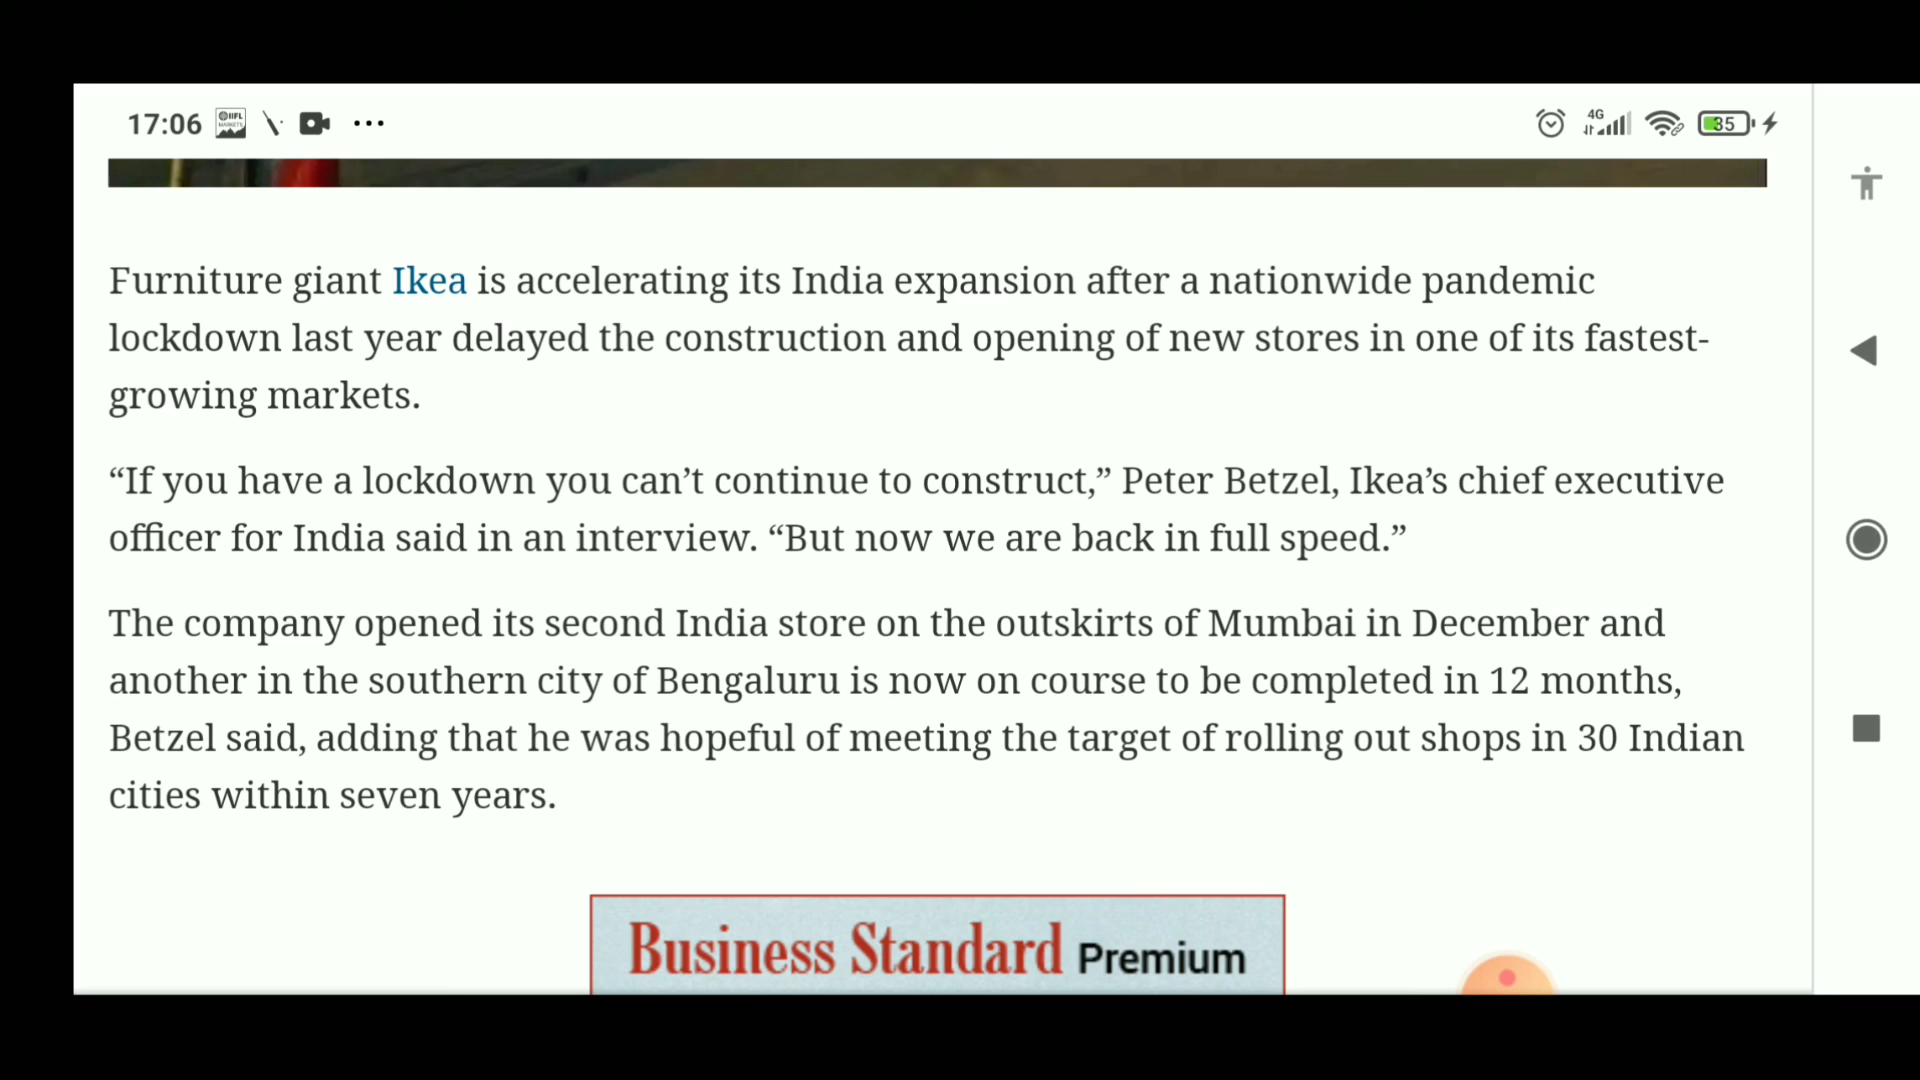 17:06 IIFL MARKETS 4G 35
Furniture giant Ikea is accelerating its India expansion after a nationwide pandemic
lockdown last year delayed the construction and opening of new stores in one of its fastest-
growing markets.
“If you have a lockdown you can’t continue to construct,” Peter Betzel, Ikea’s chief executive
officer for India said in an interview. “But now we are back in full speed.”
The company opened its second India store on the outskirts of Mumbai in December and
another in the southern city of Bengaluru is now on course to be completed in 12 months,
Betzel said, adding that he was hopeful of meeting the target of rolling out shops in 30 Indian
cities within seven years.
Business Standard Premium